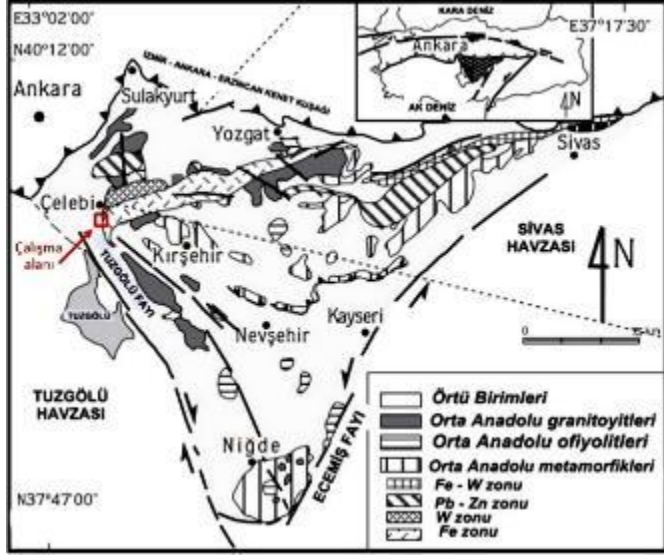 E33°02'00"
N40°12'00"
KARA DENİZ
E37°17'30"
Ankara
AK DENİZ
N
Ankara
Sulakyurt
İZMİR - ANKARA - ERZİNCAN KENET KUŞAĞI
Yozgat
Sivas
Çelebi
Çalışma
alanı
Kırşehir
SİVAS
HAVZASI
N
TUZGÖLÜ FAYI
TUZGÖLÜ
Nevşehir
Kayseri
0
TUZGÖLÜ
HAVZASI
Niğde
ECEMİŞ FAYI
N37°47'00"
Örtü Birimleri
Orta Anadolu granitoyitleri
Orta Anadolu ofiyolitleri
Orta Anadolu metamorfikleri
Fe - W zonu
Pb - Zn zonu
W zonu
Fe zonu